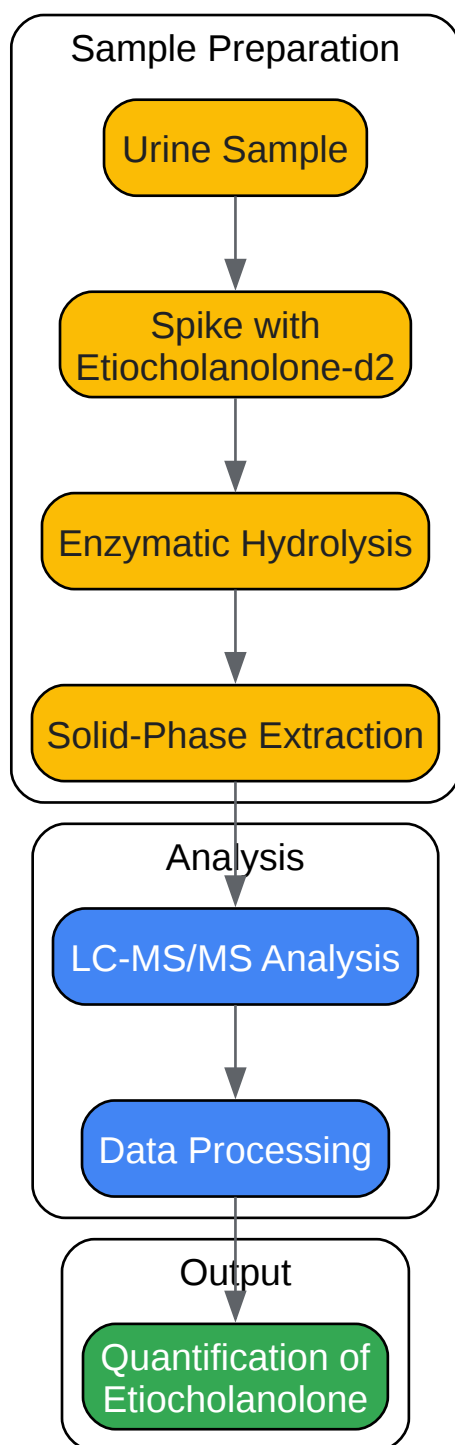 Sample Preparation
Urine Sample
Spike with
Etiocholanolone-d2
Enzymatic Hydrolysis
Solid-Phase Extraction
Analysis
LC-MS/MS Analysis
Data Processing
Output
Quantification of
Etiocholanolone